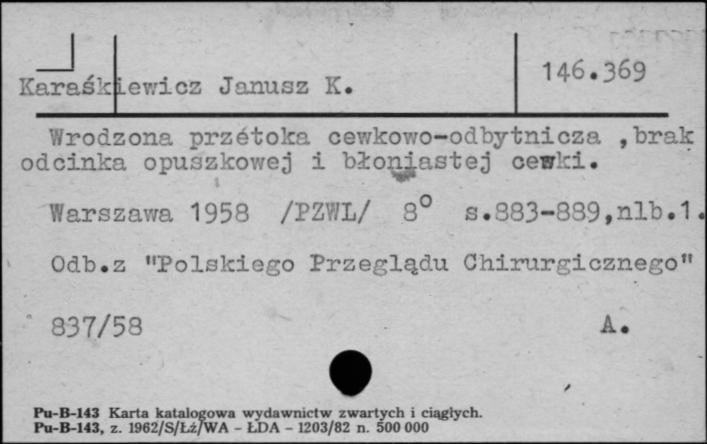 146.369
Karaśkiewicz Janusz K.
Wrodzona przétoka cewkowo-odbytnicza ,brak
odcinka opuszkowej i błoniastej cewki.
Warszawa 1958 /PZWL/ 8° s.883-889,nlb.1.
Odb.z "Polskiego Przeglądu Chirurgicznego"
837/58 A.
Pu-B-143 Karta katalogowa wydawnictw zwartych i ciągłych.
Pu-B-143, z. 1962/S/Łź/WA - ŁDA - 1203/82 n. 500 000